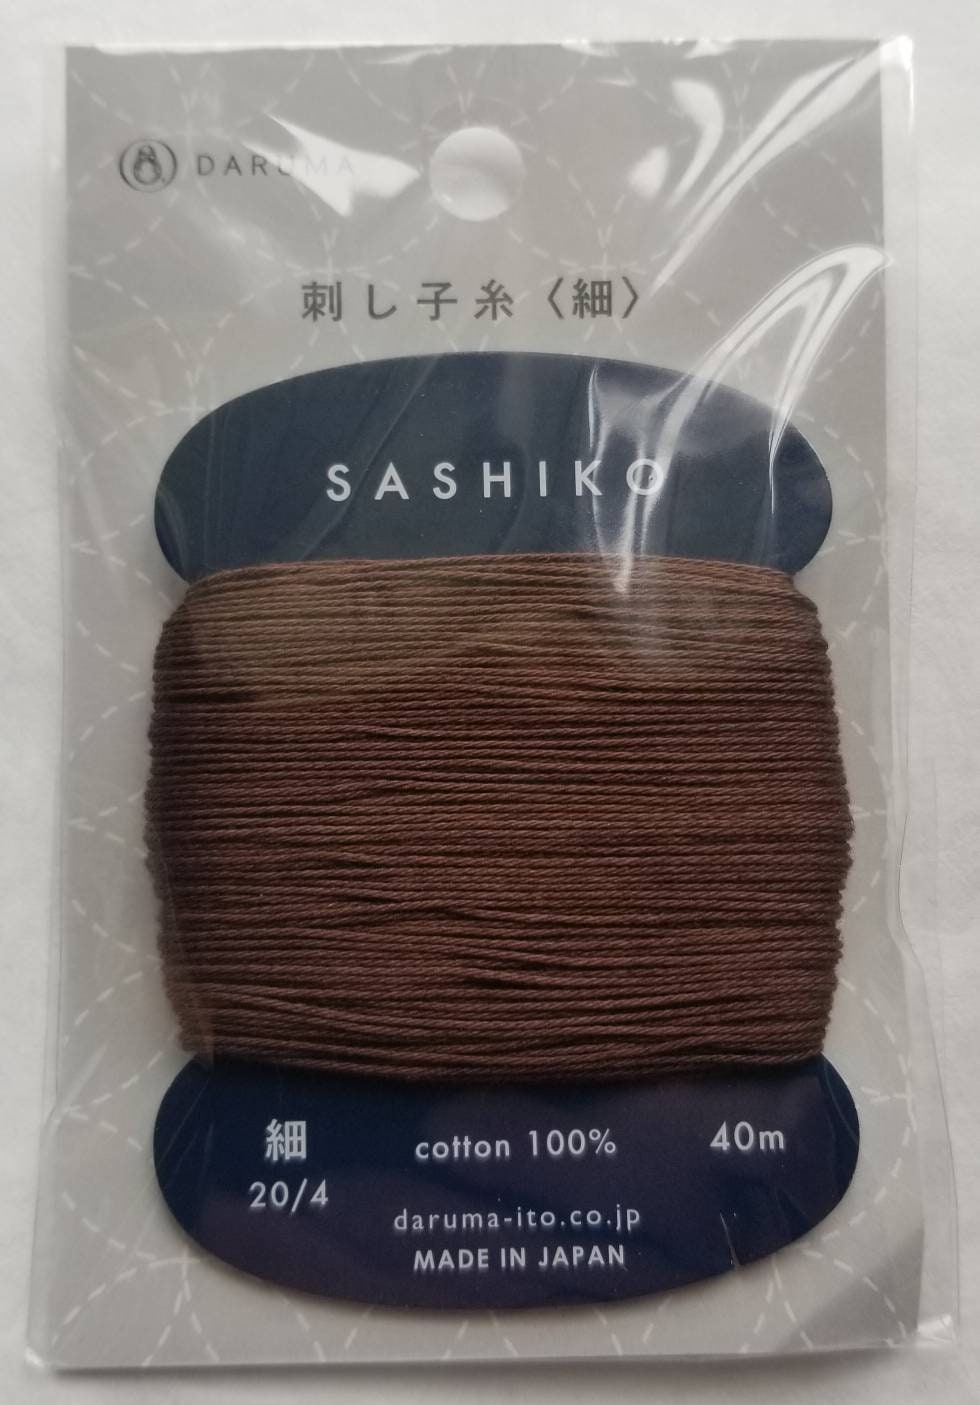 DARUMA
刺し子糸〈細〉
SASHIKO
細 cotton 100% 40m
20/4
daruma-ito.co.jp
MADE IN JAPAN